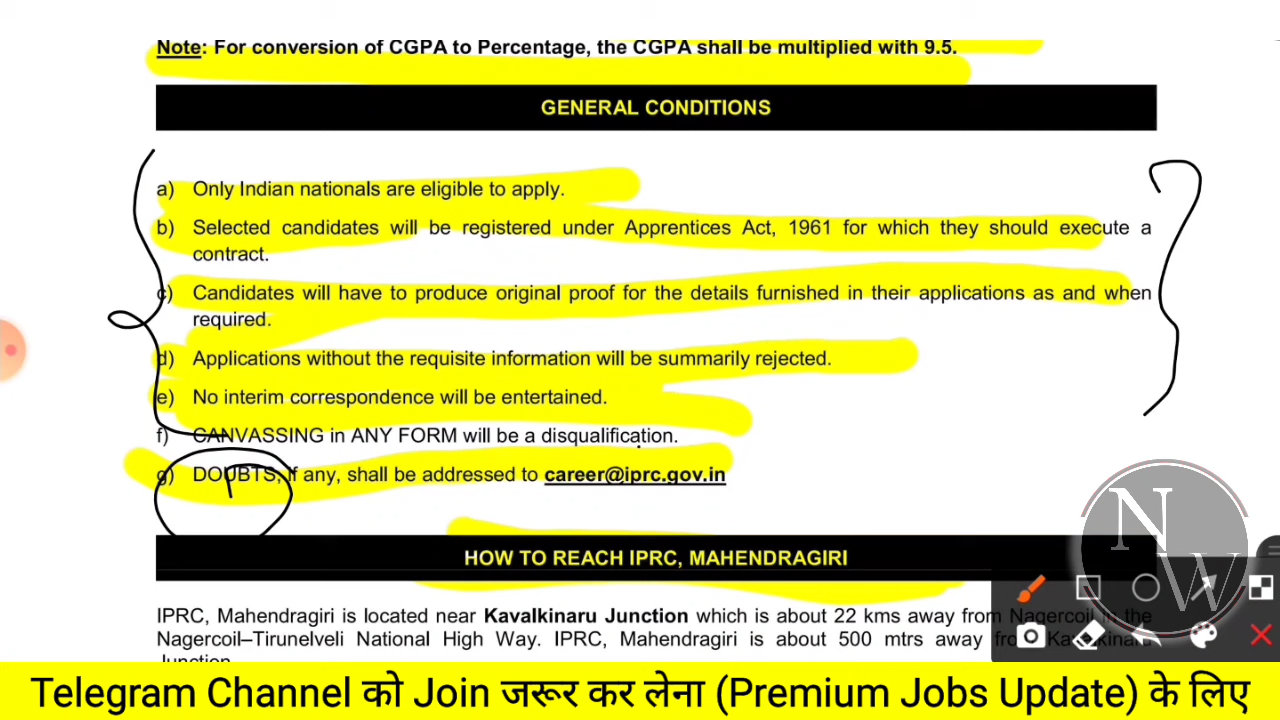 Note: For conversion of CGPA to Percentage, the CGPA shall be multiplied with 9.5.
GENERAL CONDITIONS
a) Only Indian nationals are eligible to apply.
b) Selected candidates will be registered under Apprentices Act, 1961 for which they should execute a
contract.
c) Candidates will have to produce original proof for the details furnished in their applications as and when
required.
d) Applications without the requisite information will be summarily rejected.
e) No interim correspondence will be entertained.
f) CANVASSING in ANY FORM will be a disqualification.
g) DOUBTS, if any, shall be addressed to career@iprc.gov.in
HOW TO REACH IPRC, MAHENDRAGIRI
IPRC, Mahendragiri is located near Kavalkinaru Junction which is about 22 kms away from Nagercoil in the
Nagercoil–Tirunelveli National High Way. IPRC, Mahendragiri is about 500 mtrs away from Kavalkinaru
Junction
NW
Telegram Channel को Join जरूर कर लेना (Premium Jobs Update) के लिए